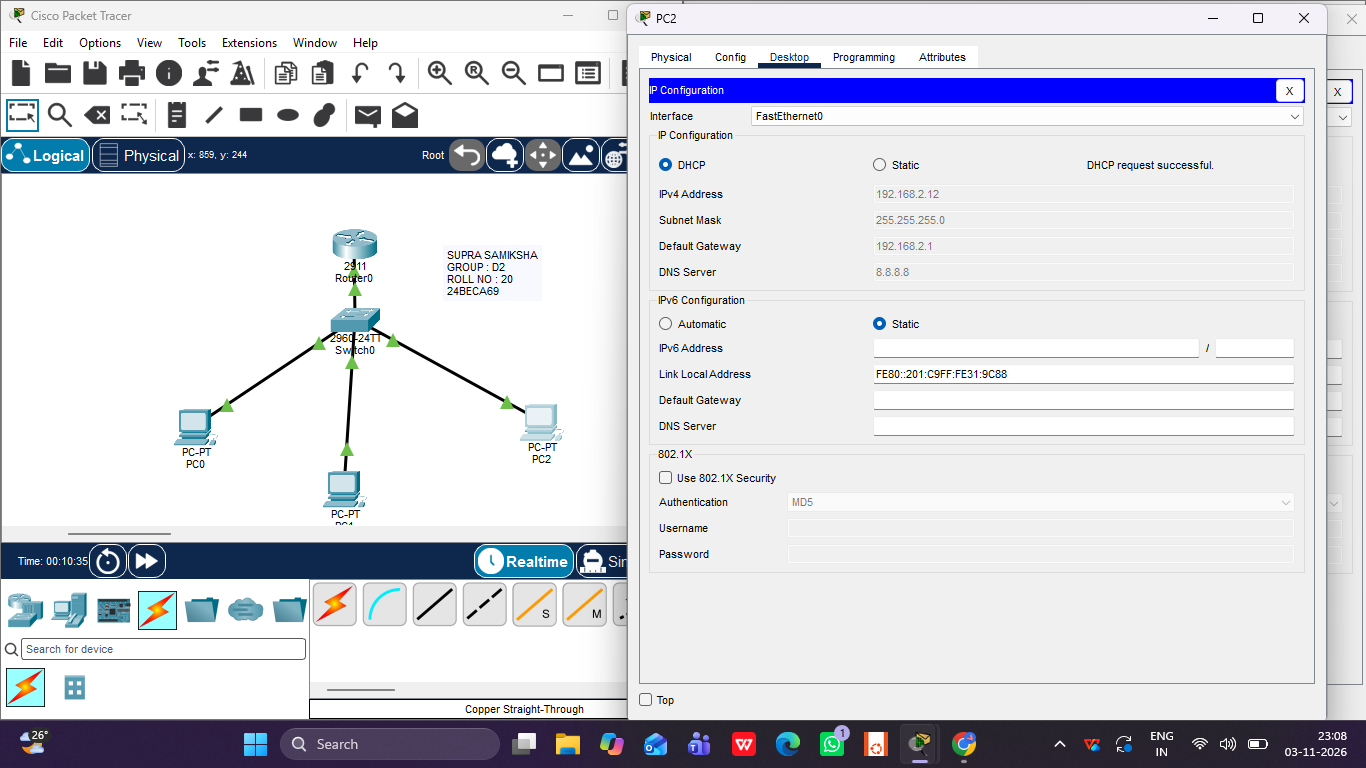 Cisco Packet Tracer
File Edit Options View Tools Extensions Window Help
Logical Physical x: 859, y: 244 Root
2911
Router0
SUPRA SAMIKSHA
GROUP : D2
ROLL NO : 20
24BECA69
2960-24TT
Switch0
PC-PT
PC0
PC-PT
PC2
PC-PT
Time: 00:10:35 Realtime Sin
S M
Search for device
Copper Straight-Through
PC2
Physical Config Desktop Programming Attributes
IP Configuration X
Interface FastEthernet0
IP Configuration
DHCP Static DHCP request successful.
IPv4 Address 192.168.2.12
Subnet Mask 255.255.255.0
Default Gateway 192.168.2.1
DNS Server 8.8.8.8
IPv6 Configuration
Automatic Static
IPv6 Address /
Link Local Address FE80::201:C9FF:FE31:9C88
Default Gateway
DNS Server
802.1X
Use 802.1X Security
Authentication MD5
Username
Password
Top
X
26°
Search
1
ENG
IN
23:08
03-11-2026